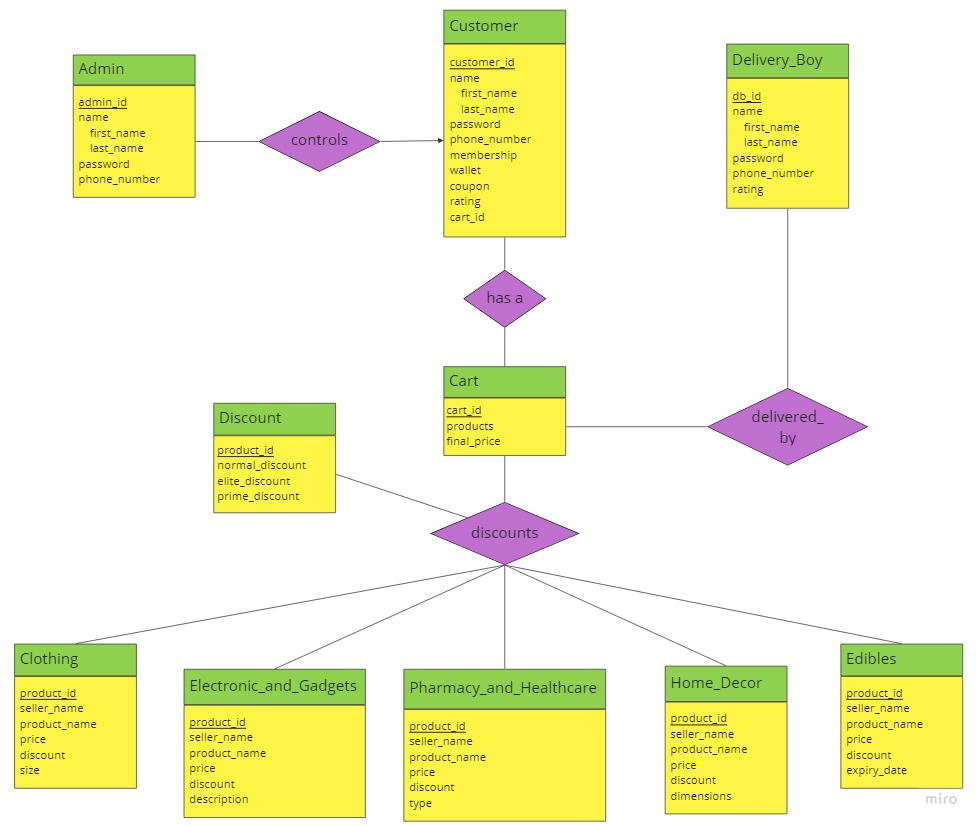 Customer
customer_id
name
first_name
last_name
password
phone_number
membership
wallet
coupon
rating
cart_id
Admin
admin_id
name
first_name
last_name
password
phone_number
controls
Delivery_Boy
db_id
name
first_name
last_name
password
phone_number
rating
has a
Cart
cart_id
products
final_price
delivered_
by
Discount
product_id
normal_discount
elite_discount
prime_discount
discounts
Clothing
product_id
seller_name
product_name
price
discount
size
Electronic_and_Gadgets
product_id
seller_name
product_name
price
discount
description
Pharmacy_and_Healthcare
product_id
seller_name
product_name
price
discount
type
Home_Decor
product_id
seller_name
product_name
price
discount
dimensions
Edibles
product_id
seller_name
product_name
price
discount
expiry_date
miro